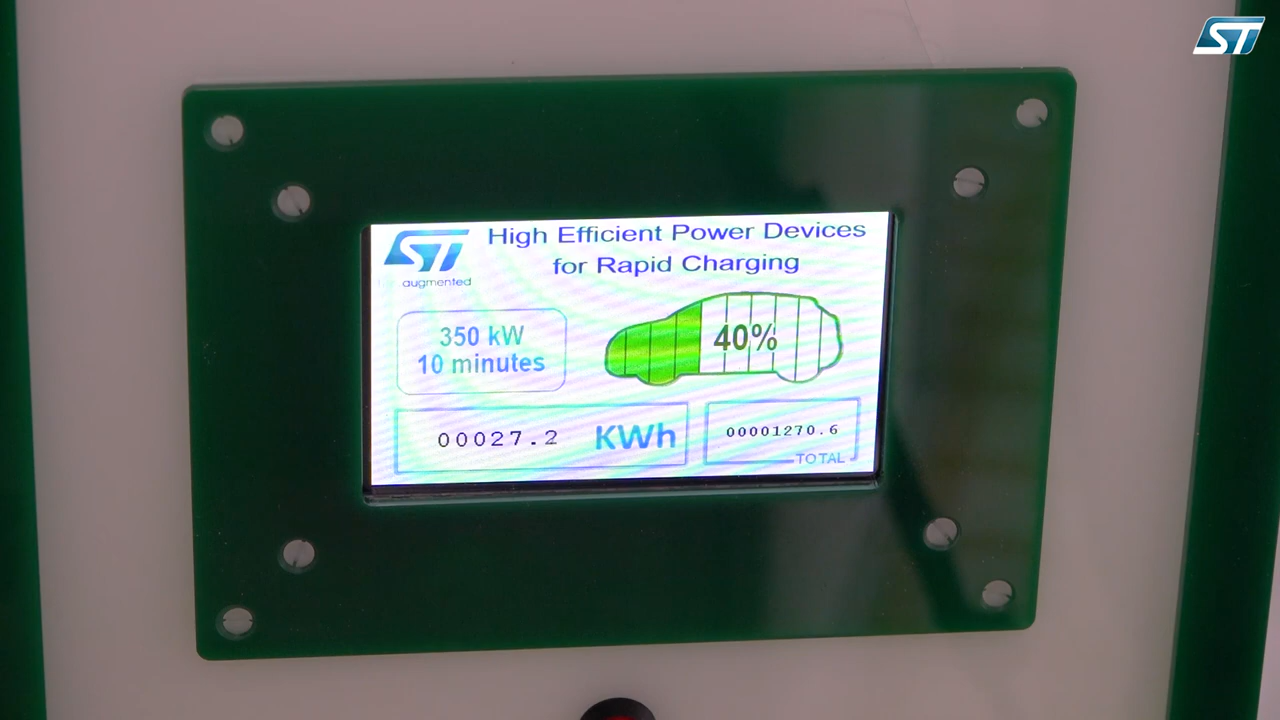 ST
ST
augmented
High Efficient Power Devices
for Rapid Charging
350 kW
10 minutes
40%
00027.2 KWh
00001270.6
TOTAL